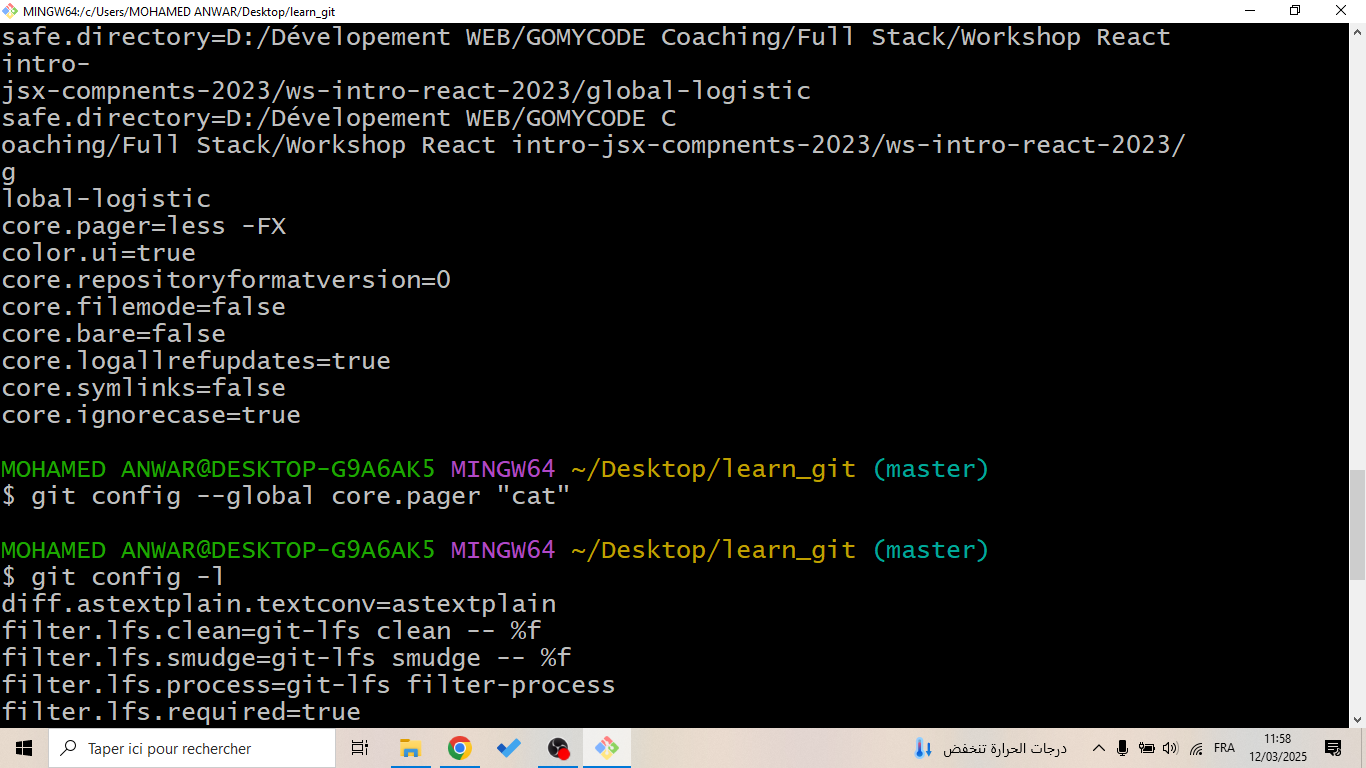 MINGW64:/c/Users/MOHAMED ANWAR/Desktop/learn_git
safe.directory=D:/Dévelopement WEB/GOMYCODE Coaching/Full Stack/Workshop React
intro-
jsx-compnents-2023/ws-intro-react-2023/global-logistic
safe.directory=D:/Dévelopement WEB/GOMYCODE C
oaching/Full Stack/Workshop React intro-jsx-compnents-2023/ws-intro-react-2023/
g
lobal-logistic
core.pager=less -FX
color.ui=true
core.repositoryformatversion=0
core.filemode=false
core.bare=false
core.logallrefupdates=true
core.symlinks=false
core.ignorecase=true
MOHAMED ANWAR@DESKTOP-G9A6AK5 MINGW64 ~/Desktop/learn_git (master)
$ git config --global core.pager "cat"
MOHAMED ANWAR@DESKTOP-G9A6AK5 MINGW64 ~/Desktop/learn_git (master)
$ git config -l
diff.astextplain.textconv=astextplain
filter.lfs.clean=git-lfs clean -- %f
filter.lfs.smudge=git-lfs smudge -- %f
filter.lfs.process=git-lfs filter-process
filter.lfs.required=true
Taper ici pour rechercher
درجات الحرارة تنخفض
FRA
11:58
12/03/2025